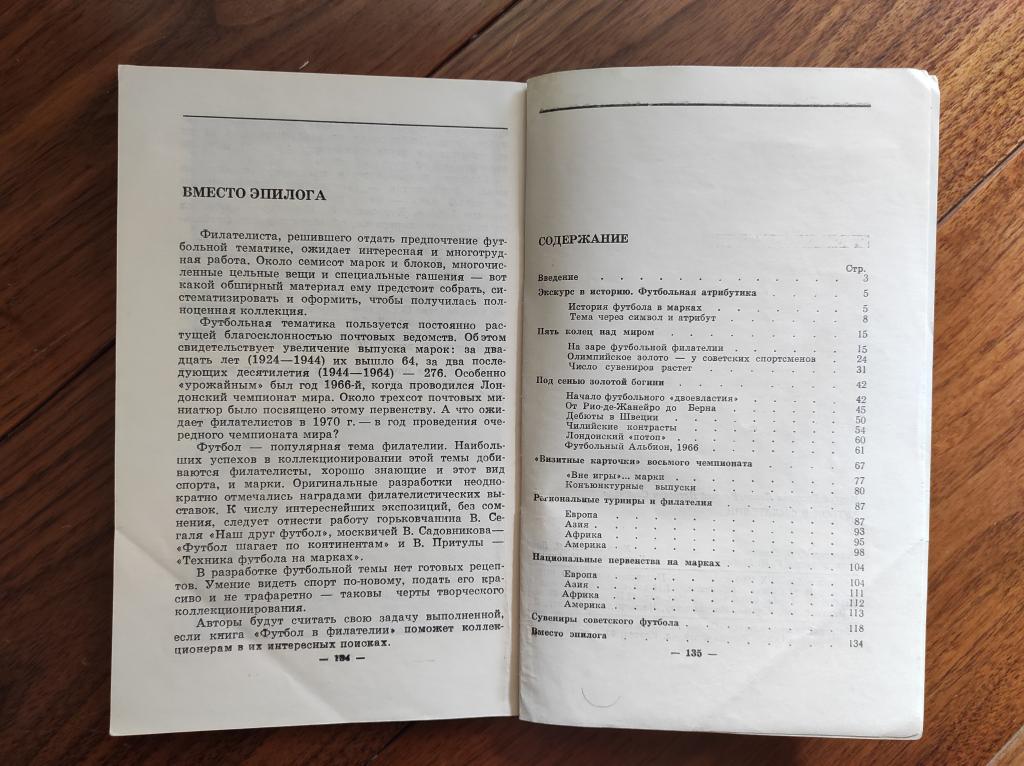 ВМЕСТО ЭПИЛОГА
Филателиста, решившего отдать предпочтение фут-
больной тематике, ожидает интересная и многотруд-
ная работа. Около семисот марок и блоков, многочис-
ленные цельные вещи и специальные гашения — вот
какой обширный материал ему предстоит собрать, си-
стематизировать и оформить, чтобы получилась пол-
ноценная коллекция.
Футбольная тематика пользуется постоянно рас-
тущей благосклонностью почтовых ведомств. Об этом
свидетельствует увеличение выпуска марок: за два-
дцать лет (1924—1944) их вышло 64, за два после-
дующих десятилетия (1944—1964) — 276. Особенно
«урожайным» был год 1966-й, когда проводился Лон-
донский чемпионат мира. Около трехсот почтовых ми-
ниатюр было посвящено этому первенству. А что ожи-
дает филателистов в 1970 г. — в год проведения оче-
редного чемпионата мира?
Футбол — популярная тема филателии. Наиболь-
ших успехов в коллекционировании этой темы доби-
ваются филателисты, хорошо знающие и этот вид
спорта, и марки. Оригинальные разработки неодно-
кратно отмечались наградами филателистических выс-
тавок. К числу интереснейших экспозиций, без со-
мнения, следует отнести работу горьковчанина В. Се-
галя «Наш друг футбол», москвичей В. Садовникова—
«Футбол шагает по континентам» и В. Притулы —
«Техника футбола на марках».
В разработке футбольной темы нет готовых рецеп-
тов. Умение видеть спорт по-новому, подать его кра-
сиво и не трафаретно — таковы черты творческого
коллекционирования.
Авторы будут считать свою задачу выполненной,
если книга «Футбол в филателии» поможет коллек-
ционерам в их интересных поисках.
— 134 —
СОДЕРЖАНИЕ
Стр.
Введение . . . . . . . . . . 3
Экскурс в историю. Футбольная атрибутика . . . 5
История футбола в марках . . . . . 5
Тема через символ и атрибут . . . . . 8
Пять колец над миром . . . . . . . 15
На заре футбольной филателии . . . . . 15
Олимпийское золото — у советских спортсменов . 24
Число сувениров растет . . . . . . 31
Под сенью золотой богини . . . . . . 42
Начало футбольного «двоевластия» . . . . 42
От Рио-де-Жанейро до Берна . . . . . 45
Дебюты в Швеции . . . . . . . 50
Чилийские контрасты . . . . . . 54
Лондонский «потоп» . . . . . . . 60
Футбольный Альбион, 1966 . . . . . . 61
«Визитные карточки» восьмого чемпионата . . . 67
«Вне игры»... марки . . . . . . . 77
Конъюнктурные выпуски . . . . . . 80
Региональные турниры и филателия . . . . 87
Европа . . . . . . . . . 87
Азия . . . . . . . . . . 93
Африка . . . . . . . . . 95
Америка . . . . . . . . . 98
Национальные первенства на марках . . . . 104
Европа . . . . . . . . . 104
Азия . . . . . . . . . . 111
Африка . . . . . . . . . 112
Америка . . . . . . . . . 113
Сувениры советского футбола . . . . . . 118
Вместо эпилога . . . . . . . . 134
— 135 —